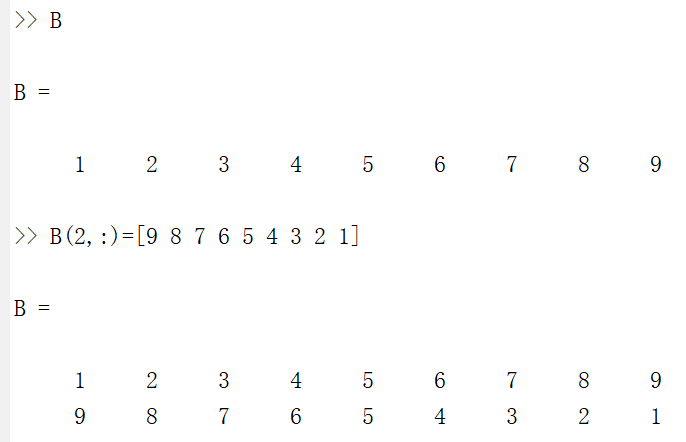 >> B
B =
1 2 3 4 5 6 7 8 9
>> B(2,:)=[9 8 7 6 5 4 3 2 1]
B =
1 2 3 4 5 6 7 8 9
9 8 7 6 5 4 3 2 1